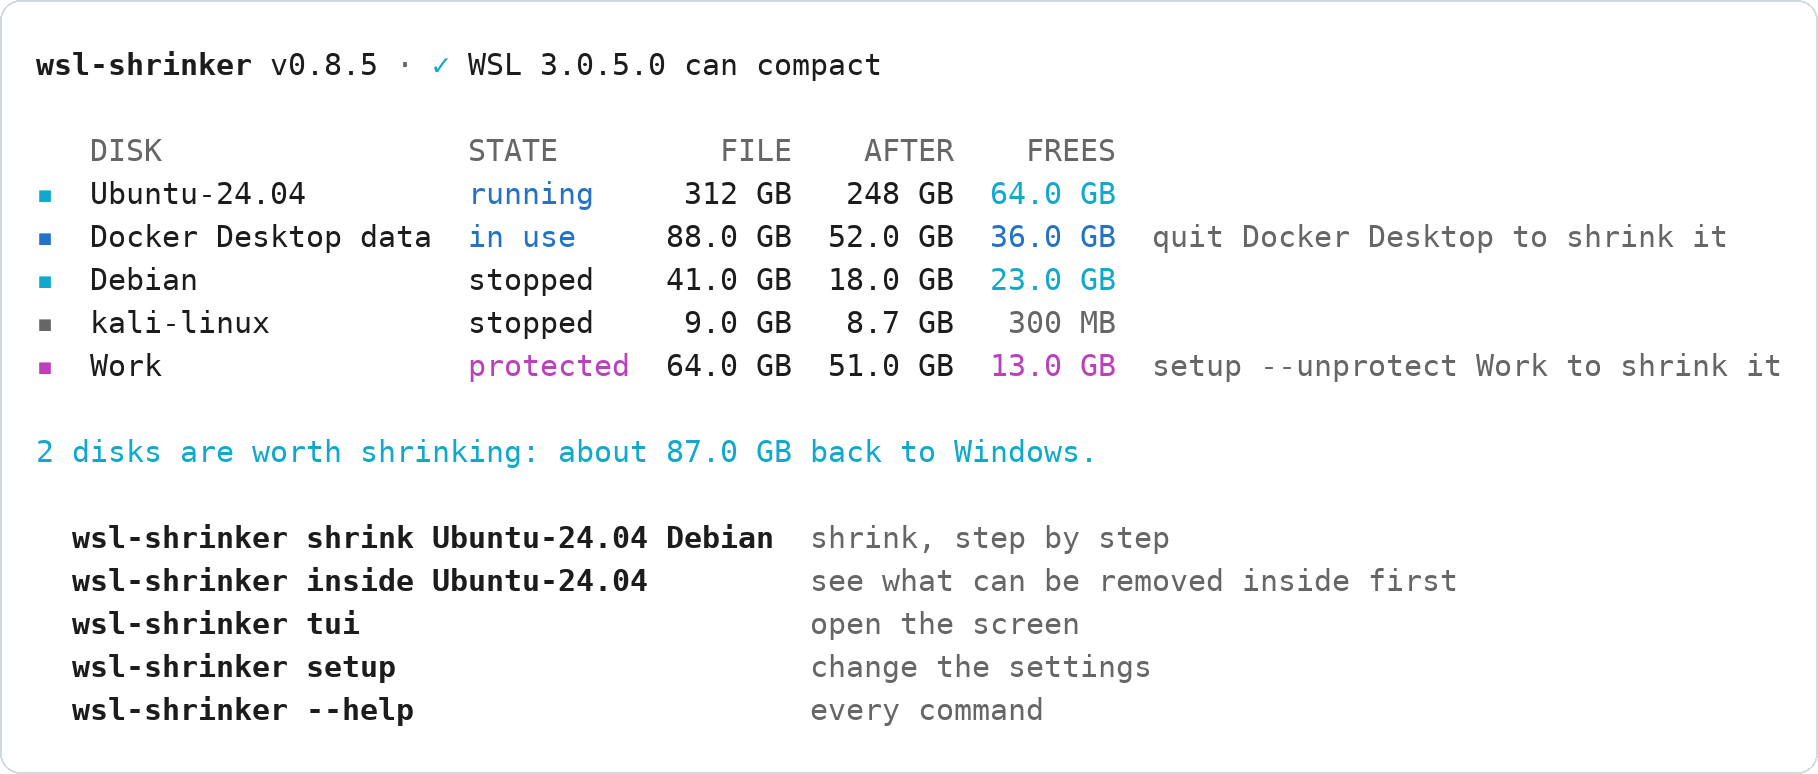 wsl-shrinker v0.8.5 · ✓ WSL 3.0.5.0 can compact
DISK STATE FILE AFTER FREES
■ Ubuntu-24.04 running 312 GB 248 GB 64.0 GB
■ Docker Desktop data in use 88.0 GB 52.0 GB 36.0 GB quit Docker Desktop to shrink it
■ Debian stopped 41.0 GB 18.0 GB 23.0 GB
■ kali-linux stopped 9.0 GB 8.7 GB 300 MB
■ Work protected 64.0 GB 51.0 GB 13.0 GB setup --unprotect Work to shrink it
2 disks are worth shrinking: about 87.0 GB back to Windows.
wsl-shrinker shrink Ubuntu-24.04 Debian shrink, step by step
wsl-shrinker inside Ubuntu-24.04 see what can be removed inside first
wsl-shrinker tui open the screen
wsl-shrinker setup change the settings
wsl-shrinker --help every command